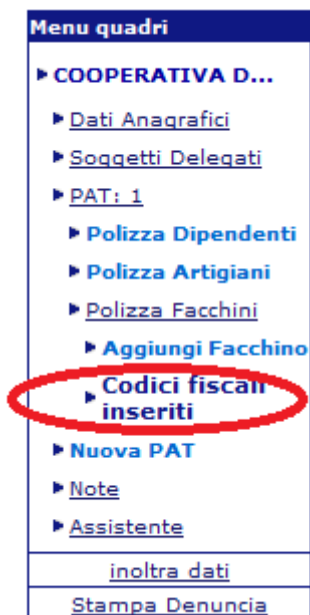 Menu quadri
COOPERATIVA D...
Dati Anagrafici
Soggetti Delegati
PAT: 1
Polizza Dipendenti
Polizza Artigiani
Polizza Facchini
Aggiungi Facchino
Codici fiscali
inseriti
Nuova PAT
Note
Assistente
inoltra dati
Stampa Denuncia